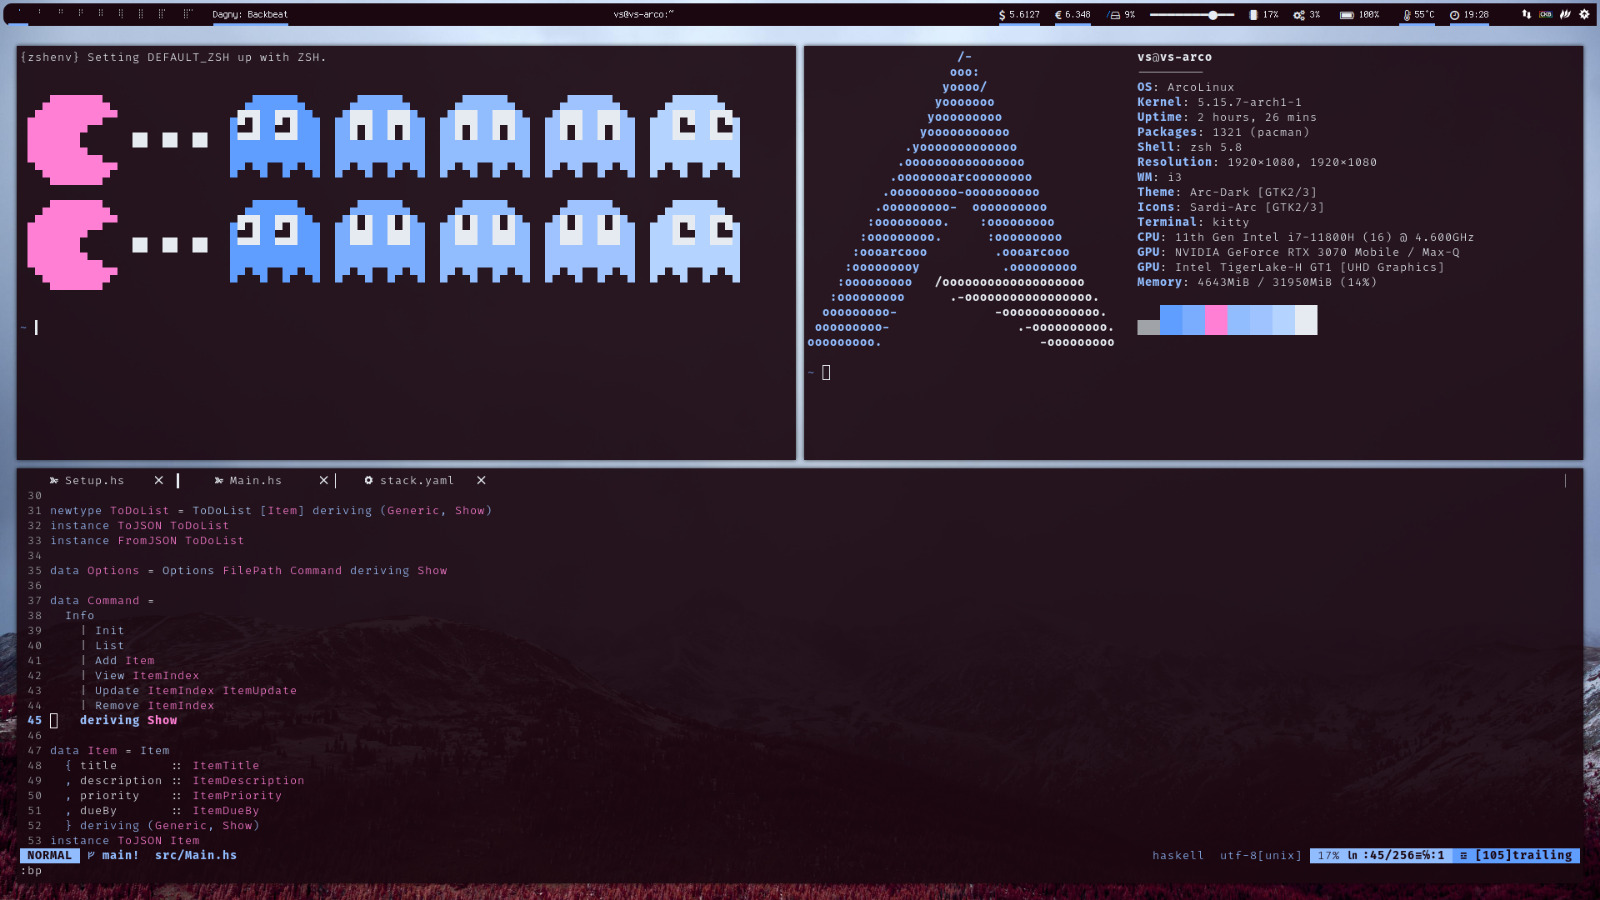 Dagny: Backbeat
vs@vs-arco:~
$ 5.6127
€ 6.348
9%
17%
3%
100%
55°C
19:28
{zshenv} Setting DEFAULT_ZSH up with ZSH.
~
/-
ooo:
yoooo/
yooooooo
yooooooooo
yooooooooooo
.yooooooooooooo
.oooooooooooooooo
.oooooooarcoooooooo
.ooooooooo-oooooooooo
.ooooooooo-  oooooooooo
:ooooooooo.    :ooooooooo
:ooooooooo.      :ooooooooo
:oooarcooo         .oooarcooo
:ooooooooy           .ooooooooo
:ooooooooo   /ooooooooooooooooooo
:ooooooooo      .-ooooooooooooooooo.
ooooooooo-             -ooooooooooooo.
ooooooooo-                 .-oooooooooo.
ooooooooo.                     -ooooooooo
vs@vs-arco
OS: ArcoLinux
Kernel: 5.15.7-arch1-1
Uptime: 2 hours, 26 mins
Packages: 1321 (pacman)
Shell: zsh 5.8
Resolution: 1920×1080, 1920×1080
WM: i3
Theme: Arc-Dark [GTK2/3]
Icons: Sardi-Arc [GTK2/3]
Terminal: kitty
CPU: 11th Gen Intel i7-11800H (16) @ 4.600GHz
GPU: NVIDIA GeForce RTX 3070 Mobile / Max-Q
GPU: Intel TigerLake-H GT1 [UHD Graphics]
Memory: 4643MiB / 31950MiB (14%)
~
Setup.hs ✕ Main.hs ✕ stack.yaml ✕
30
31 newtype ToDoList = ToDoList [Item] deriving (Generic, Show)
32 instance ToJSON ToDoList
33 instance FromJSON ToDoList
34
35 data Options = Options FilePath Command deriving Show
36
37 data Command =
38   Info
39     | Init
40     | List
41     | Add Item
42     | View ItemIndex
43     | Update ItemIndex ItemUpdate
44     | Remove ItemIndex
45     deriving Show
46
47 data Item = Item
48   { title       :: ItemTitle
49   , description :: ItemDescription
50   , priority    :: ItemPriority
51   , dueBy       :: ItemDueBy
52   } deriving (Generic, Show)
53 instance ToJSON Item
NORMAL main! src/Main.hs haskell utf-8[unix] 17% ln :45/256≡℅:1 [105]trailing
:bp